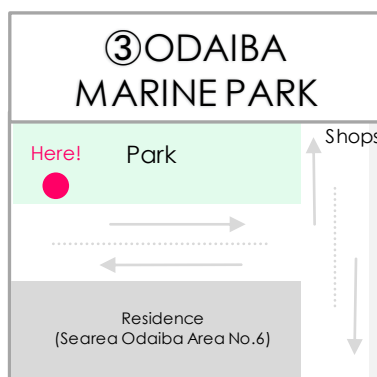 ③ODAIBA
MARINE PARK
Shops
Here!
Park
Residence
(Searea Odaiba Area No.6)